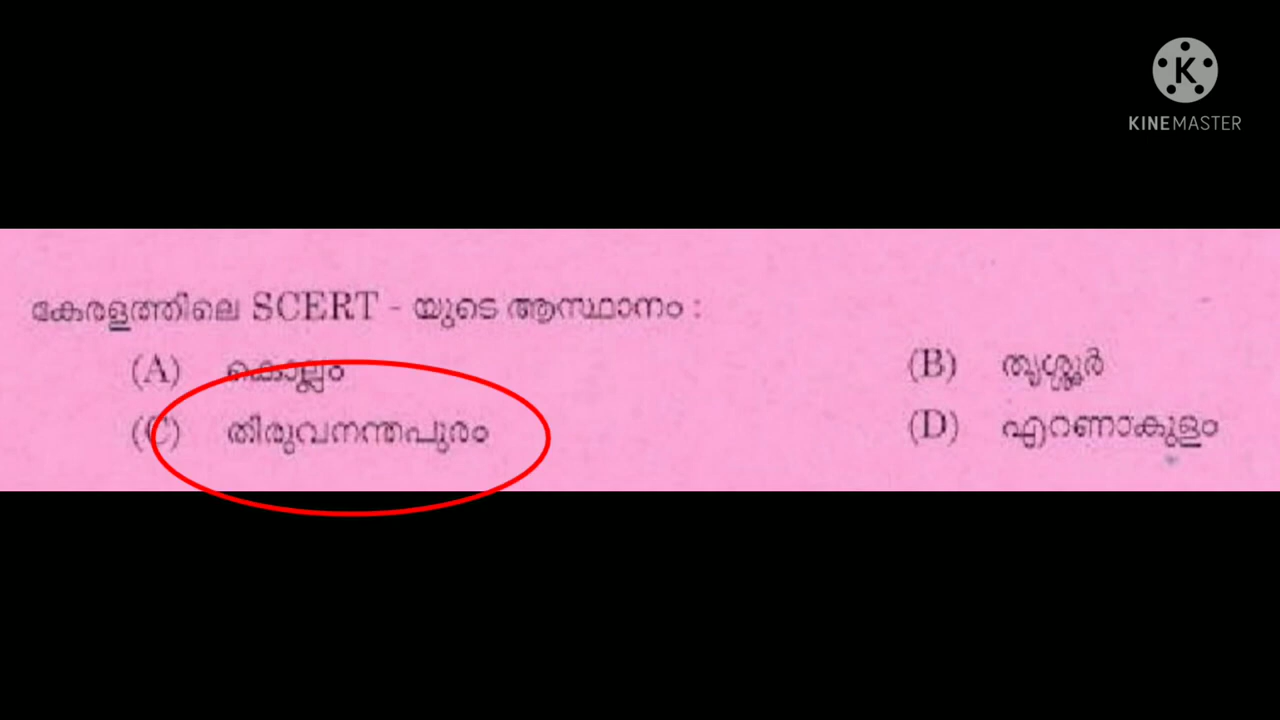 KINEMASTER
കേരളത്തിലെ SCERT - യുടെ ആസ്ഥാനം :
(A) കൊല്ലം (B) തൃശ്ശൂർ
(C) തിരുവനന്തപുരം (D) എറണാകുളം